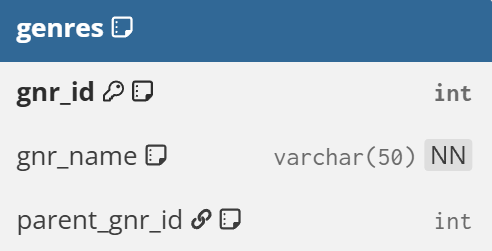 genres
gnr_id int
gnr_name varchar(50) NN
parent_gnr_id int